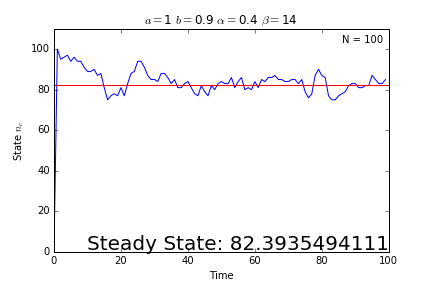 a = 1 b = 0.9 α = 0.4 β = 14
N = 100
100
80
60
40
20
0
State n_c
Steady State: 82.3935494111
0 20 40 60 80 100
Time